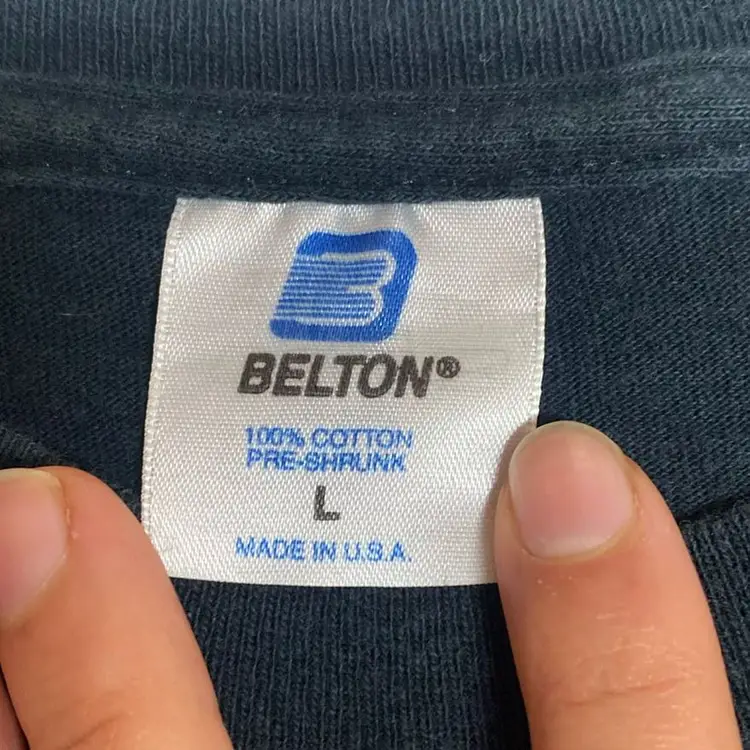 B
BELTON®
100% COTTON
PRE-SHRUNK
L
MADE IN U.S.A.